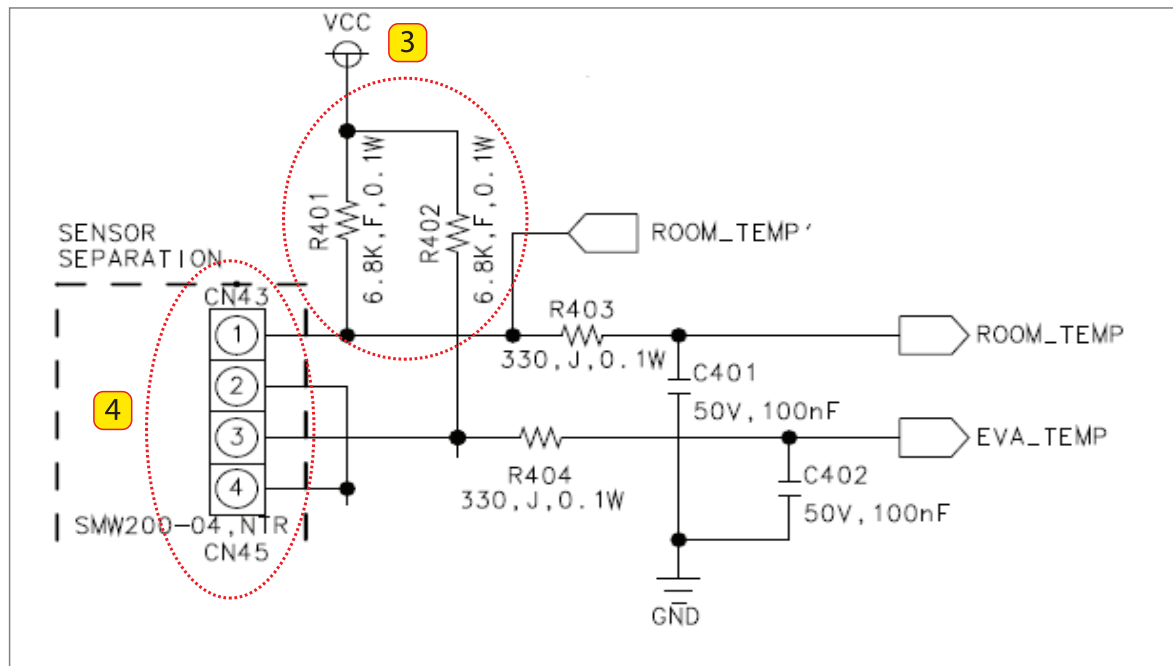 VCC
3
R401
6.8K,F,0.1W
R402
6.8K,F,0.1W
SENSOR
SEPARATION
ROOM_TEMP′
CN43
1
2
3
4
R403
330,J,0.1W
ROOM_TEMP
C401
50V,100nF
4
EVA_TEMP
R404
330,J,0.1W
C402
50V,100nF
SMW200-04,NTR
CN45
GND